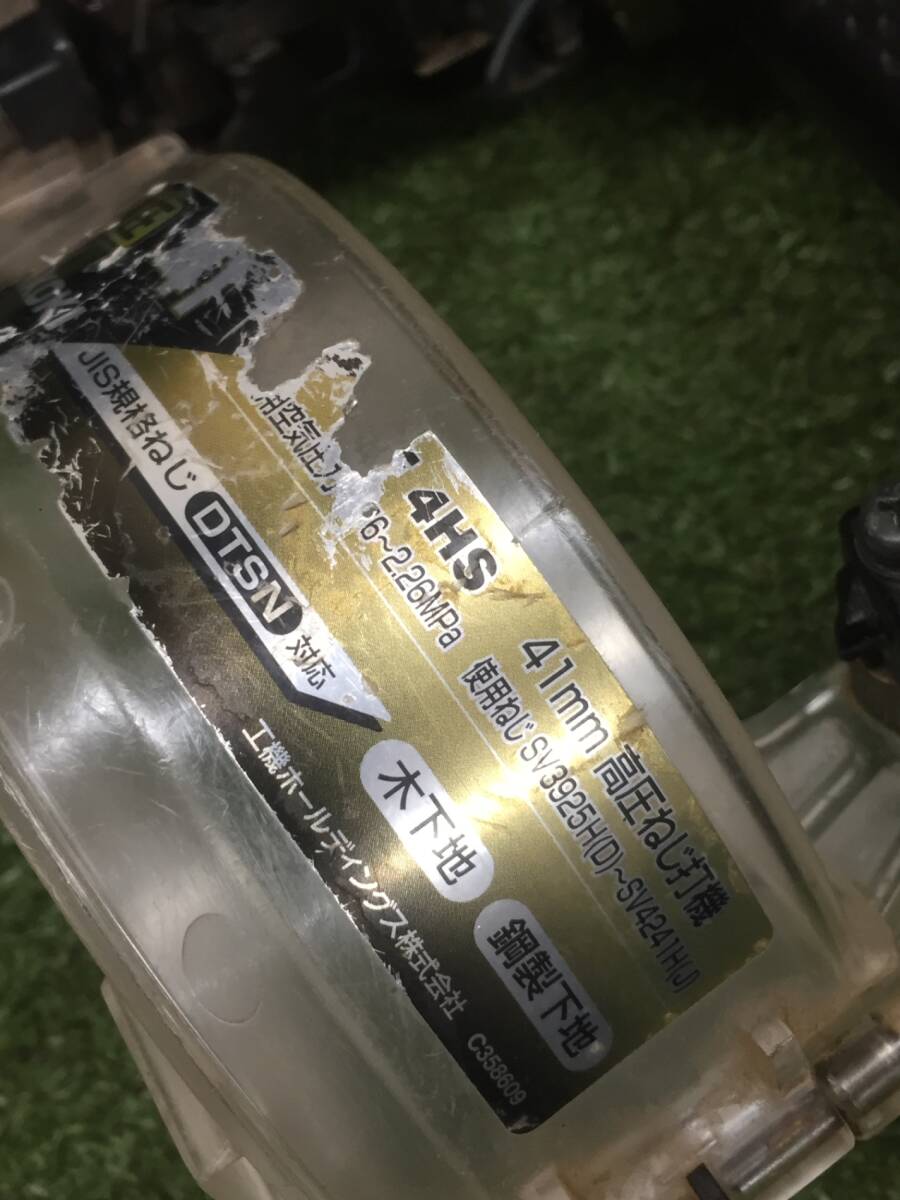 4HS 41mm 高圧ねじ打機
用空気圧力 6~2.26MPa 使用ねじ SV3925H(D)~SV4241H(J)
JIS規格ねじ DTSN 対応
木下地 鋼製下地
工機ホールディングス株式会社 C358609